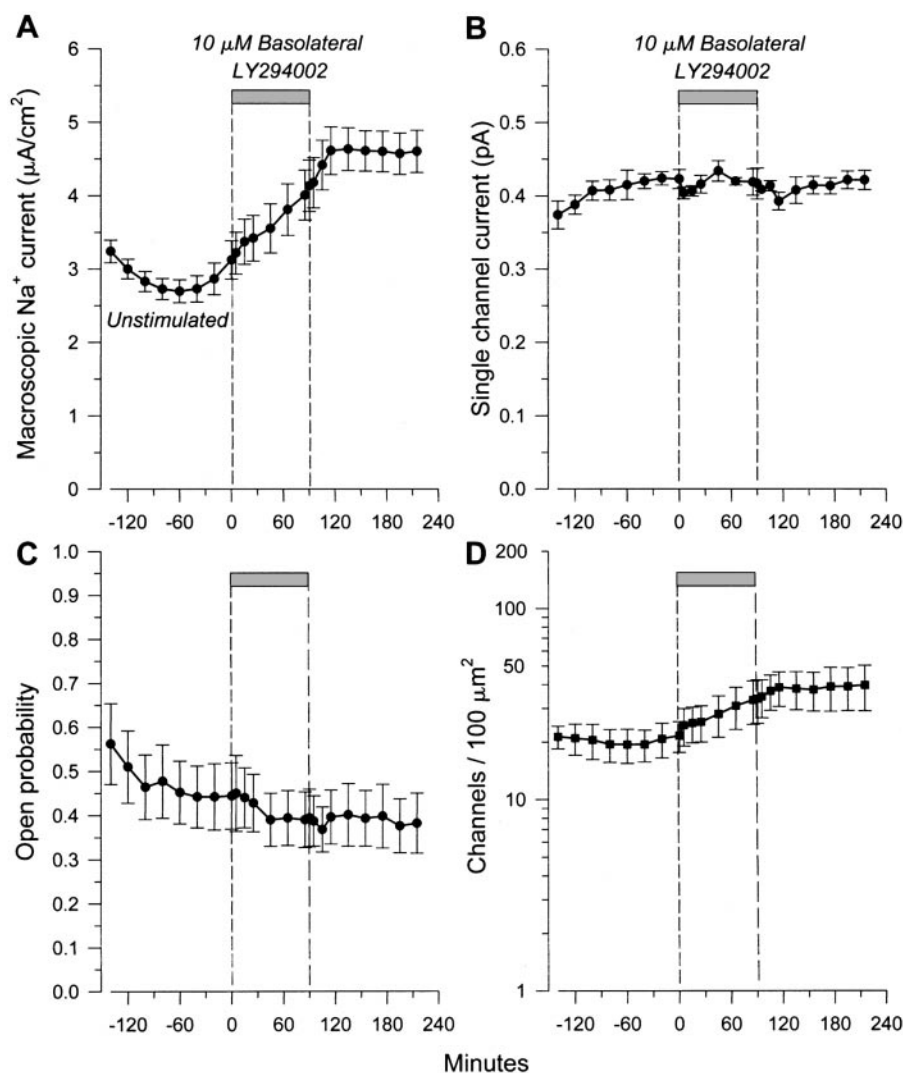 A
10 μM Basolateral
LY294002
Macroscopic Na+ current (μA/cm2)
6
5
4
3
2
1
0
Unstimulated
-120 -60 0 60 120 180 240
B
10 μM Basolateral
LY294002
Single channel current (pA)
0.6
0.5
0.4
0.3
0.2
0.1
0.0
-120 -60 0 60 120 180 240
C
Open probability
1.0
0.9
0.8
0.7
0.6
0.5
0.4
0.3
0.2
0.1
0.0
-120 -60 0 60 120 180 240
D
Channels / 100 μm2
200
100
50
10
1
-120 -60 0 60 120 180 240
Minutes